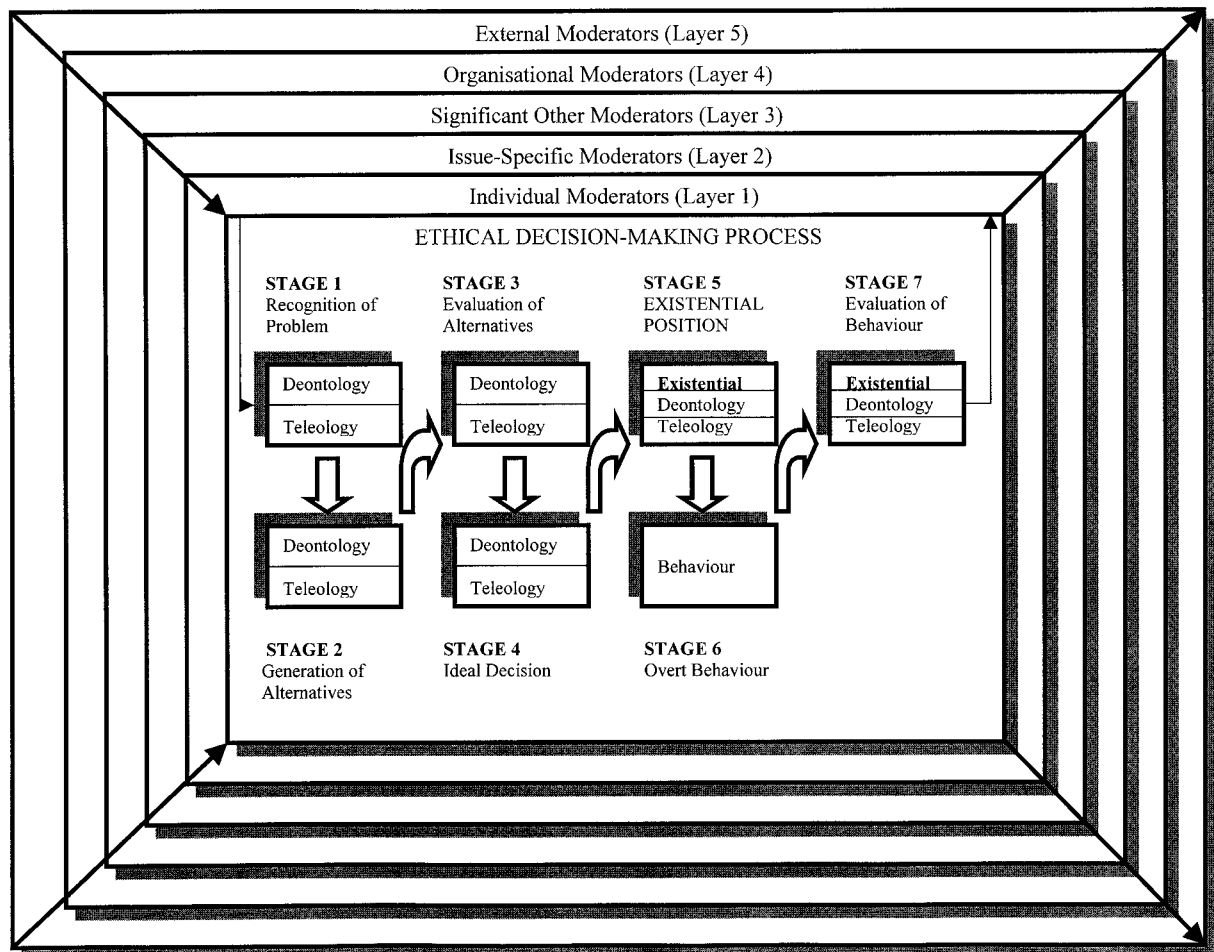 External Moderators (Layer 5)
Organisational Moderators (Layer 4)
Significant Other Moderators (Layer 3)
Issue-Specific Moderators (Layer 2)
Individual Moderators (Layer 1)
ETHICAL DECISION-MAKING PROCESS
STAGE 1
Recognition of
Problem
Deontology
Teleology
Deontology
Teleology
STAGE 2
Generation of
Alternatives
STAGE 3
Evaluation of
Alternatives
Deontology
Teleology
Deontology
Teleology
STAGE 4
Ideal Decision
STAGE 5
EXISTENTIAL
POSITION
Existential
Deontology
Teleology
Behaviour
STAGE 6
Overt Behaviour
STAGE 7
Evaluation of
Behaviour
Existential
Deontology
Teleology